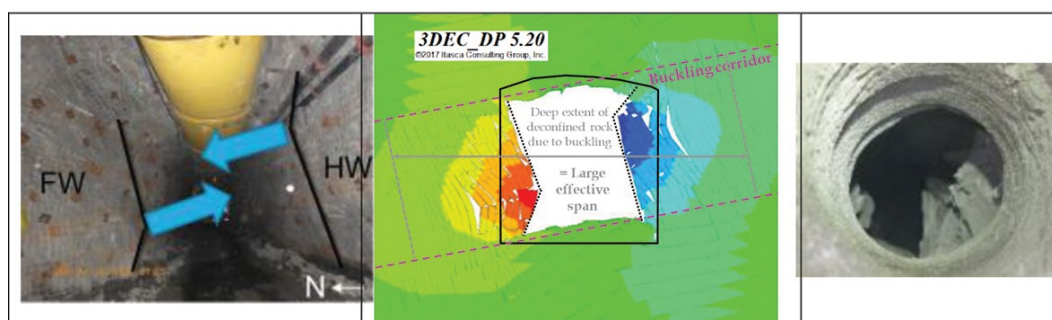 FW
HW
N
3DEC_DP 5.20
©2017 Itasca Consulting Group, Inc.
Buckling corridor
Deep extent of
deconfined rock
due to buckling
= Large
effective
span